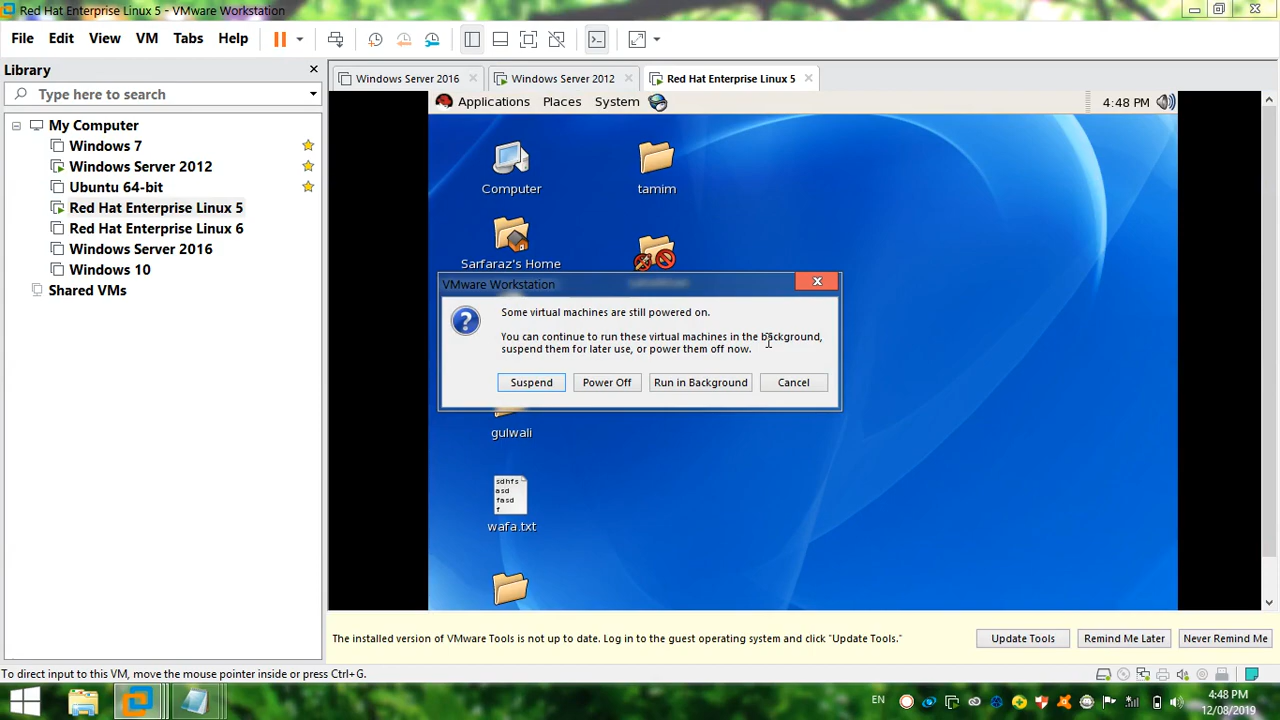 Red Hat Enterprise Linux 5 - VMware Workstation
File Edit View VM Tabs Help
Library
Type here to search
My Computer
Windows 7
Windows Server 2012
Ubuntu 64-bit
Red Hat Enterprise Linux 5
Red Hat Enterprise Linux 6
Windows Server 2016
Windows 10
Shared VMs
Windows Server 2016 Windows Server 2012 Red Hat Enterprise Linux 5
Applications Places System 4:48 PM
Computer
tamim
Sarfaraz's Home
VMware Workstation
Some virtual machines are still powered on.
You can continue to run these virtual machines in the background,
suspend them for later use, or power them off now.
Suspend Power Off Run in Background Cancel
gulwali
sdhfs
asd
fasd
f
wafa.txt
The installed version of VMware Tools is not up to date. Log in to the guest operating system and click "Update Tools."
Update Tools Remind Me Later Never Remind Me
To direct input to this VM, move the mouse pointer inside or press Ctrl+G.
EN
4:48 PM
12/08/2019